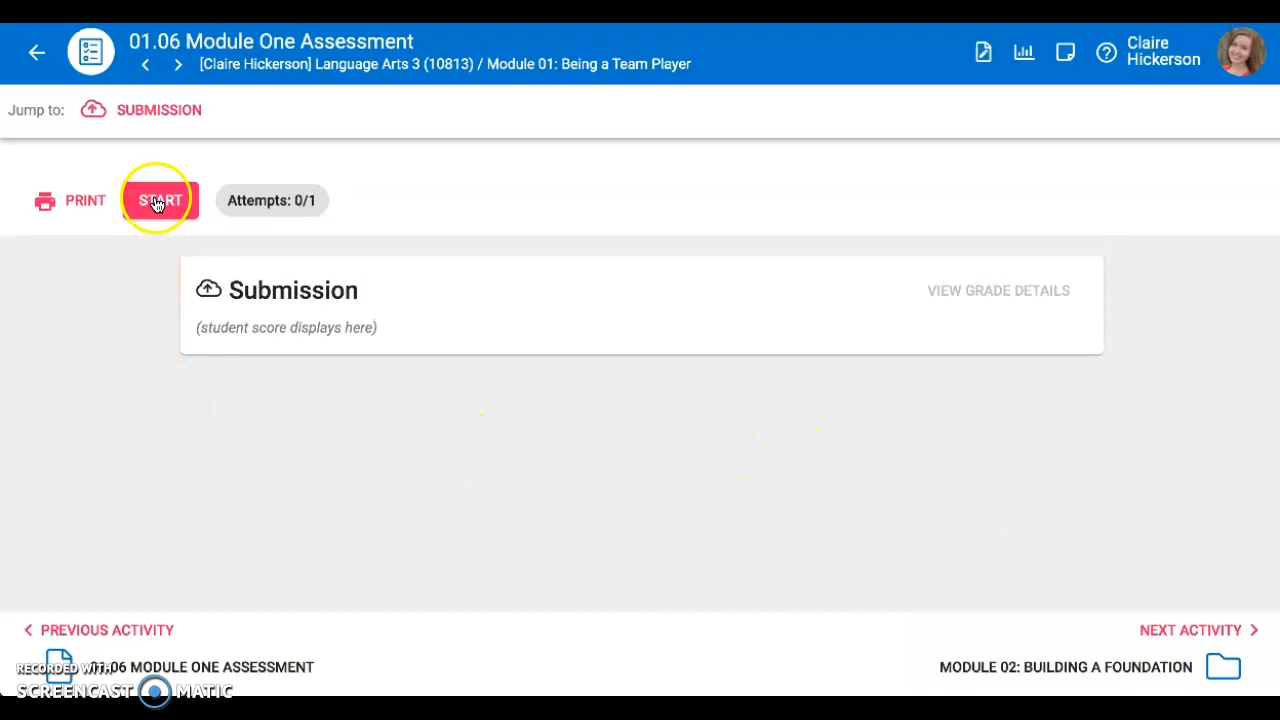 01.06 Module One Assessment
[Claire Hickerson] Language Arts 3 (10813) / Module 01: Being a Team Player
Claire
Hickerson
Jump to: SUBMISSION
PRINT START Attempts: 0/1
Submission VIEW GRADE DETAILS
(student score displays here)
PREVIOUS ACTIVITY NEXT ACTIVITY
01.06 MODULE ONE ASSESSMENT MODULE 02: BUILDING A FOUNDATION
RECORDED WITH
SCREENCAST MATIC